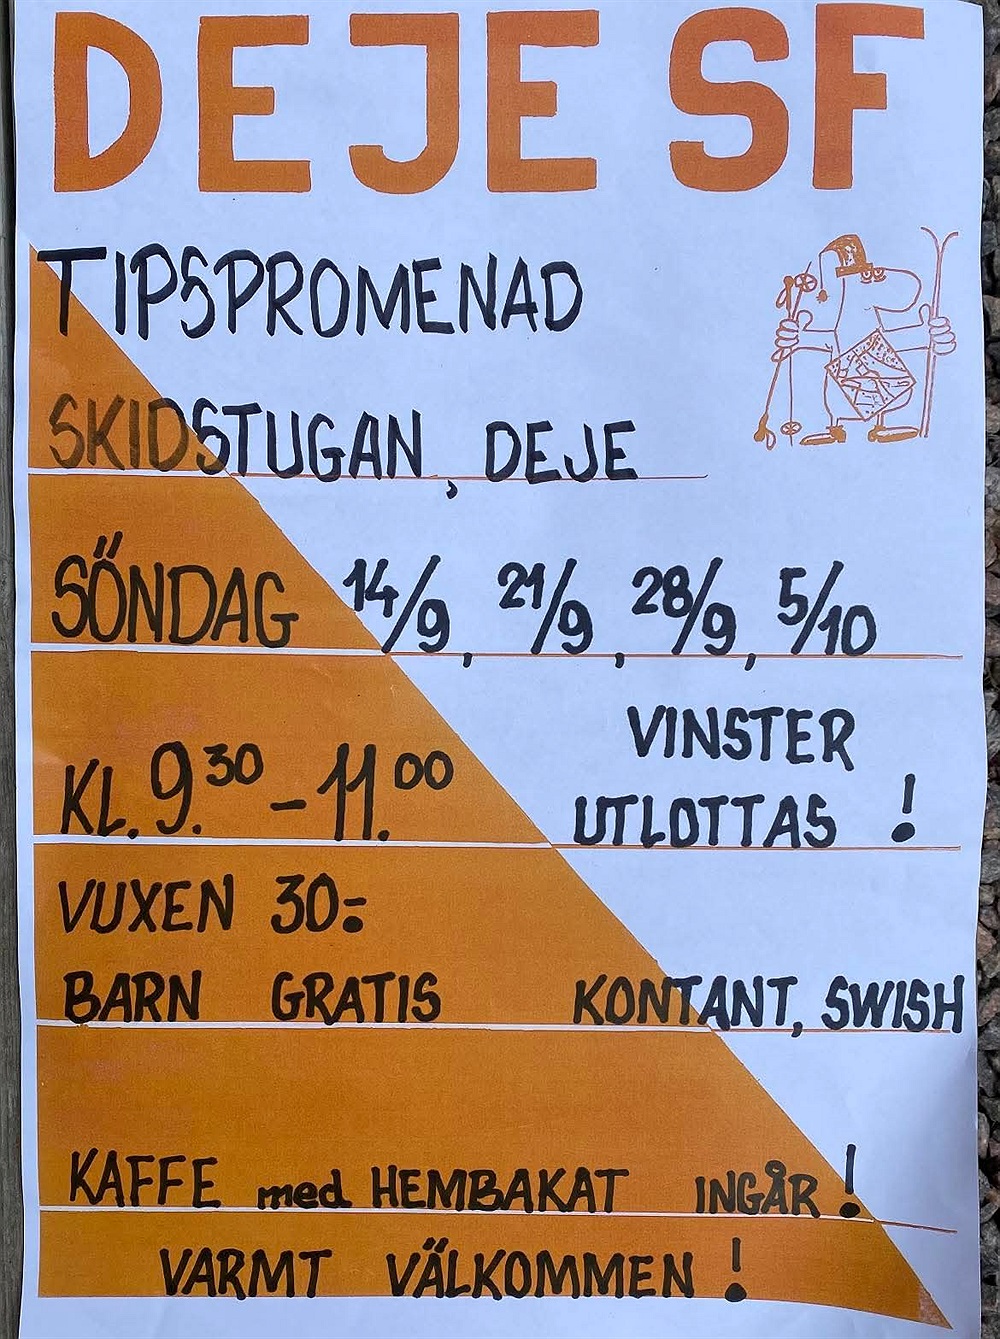 DEJE SF
TIPSPROMENAD
SKIDSTUGAN, DEJE
SÖNDAG 14/9, 21/9, 28/9, 5/10
VINSTER
KL. 9.30 - 11.00 UTLOTTAS!
VUXEN 30:-
BARN GRATIS KONTANT, SWISH
KAFFE med HEMBAKAT INGÅR!
VARMT VÄLKOMMEN!